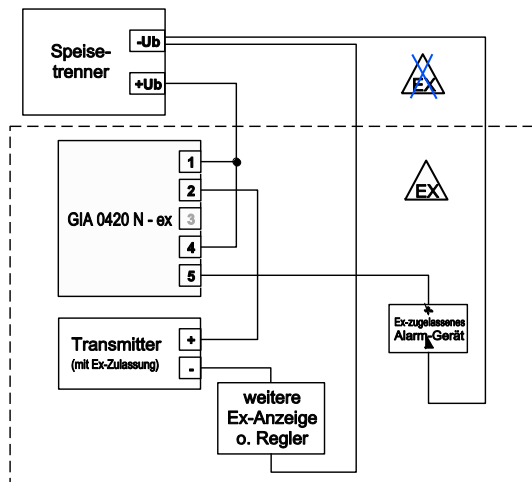 Speise-
trenner
-Ub
+Ub
EX
1
2
GIA 0420 N - ex
3
4
5
EX
Ex-zugelassenes
Alarm-Gerät
Transmitter
(mit Ex-Zulassung)
+
-
weitere
Ex-Anzeige
o. Regler